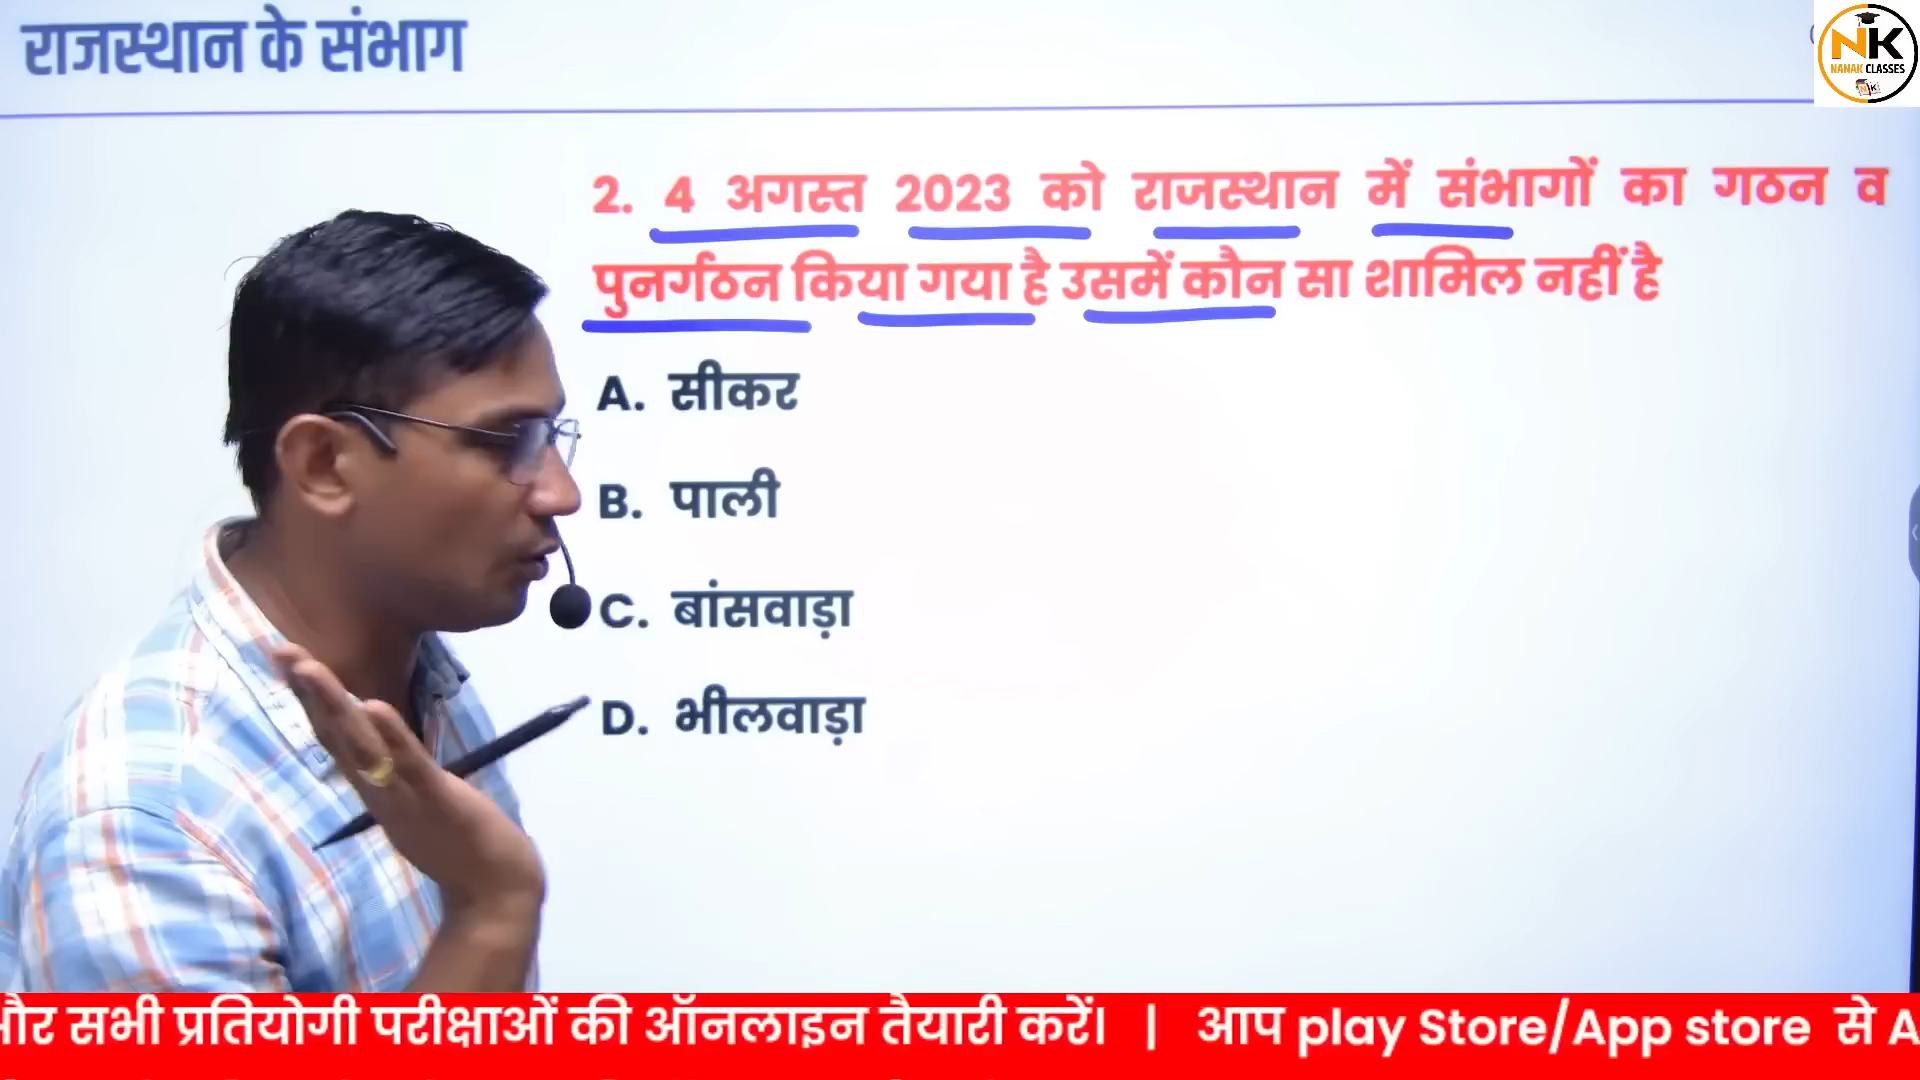 राजस्थान के संभाग
NK
NANAK CLASSES
2. 4 अगस्त 2023 को राजस्थान में संभागों का गठन व
पुनर्गठन किया गया है उसमें कौन सा शामिल नहीं है
A. सीकर
B. पाली
C. बांसवाड़ा
D. भीलवाड़ा
और सभी प्रतियोगी परीक्षाओं की ऑनलाइन तैयारी करें। | आप play Store/App store से A